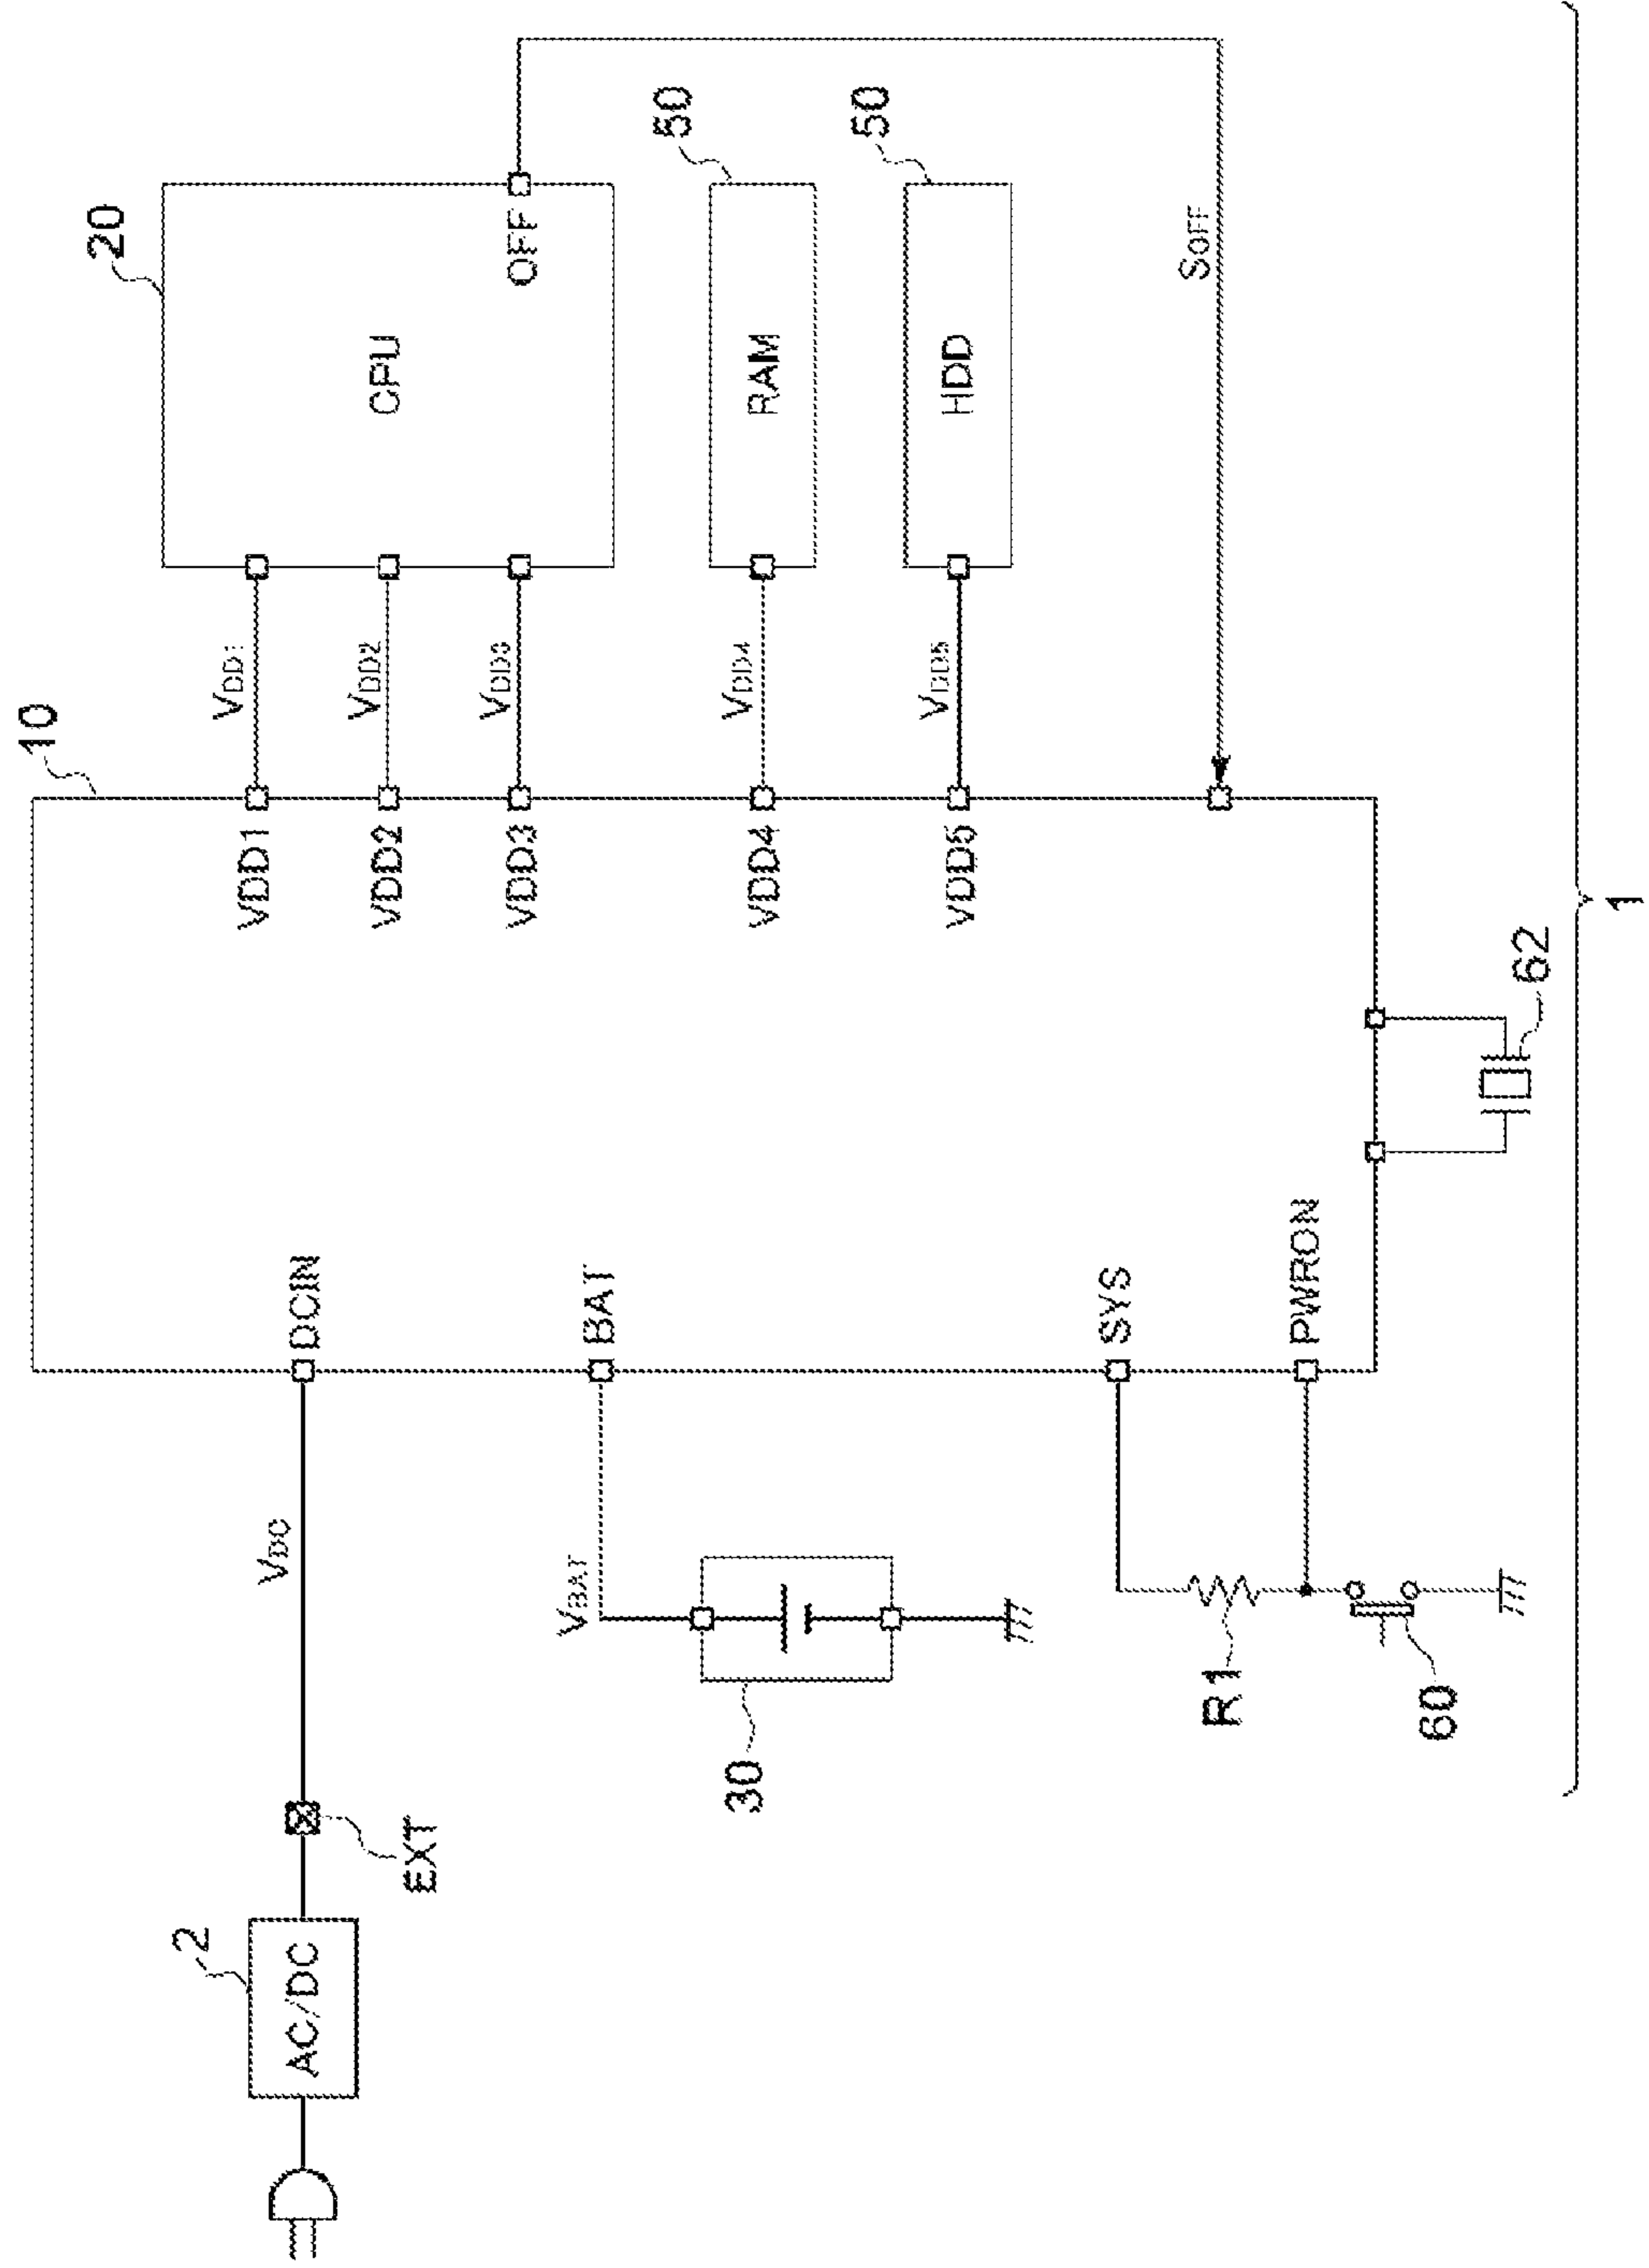 10
20
2
AC/DC
EXT
VDC
DCIN
VDD1
VDD1
VDD2
VDD2
VDD3
VDD3
CPU
OFF
30
VBAT
BAT
VDD4
VDD4
RAM
50
VDD5
VDD5
HDD
50
R1
SYS
60
PWRON
SOFF
62
1